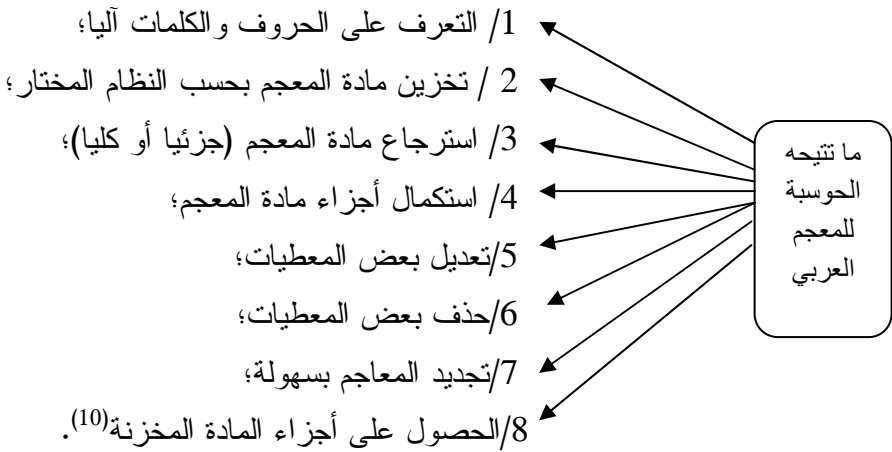 1/ التعرف على الحروف والكلمات آليا؛
2 / تخزين مادة المعجم بحسب النظام المختار؛
3/ استرجاع مادة المعجم (جزئيا أو كليا)؛
4/ استكمال أجزاء مادة المعجم؛
5/تعديل بعض المعطيات؛
6/حذف بعض المعطيات؛
7/تجديد المعاجم بسهولة؛
8/الحصول على أجزاء المادة المخزنة(10).
ما تتيحه
الحوسبة
للمعجم
العربي